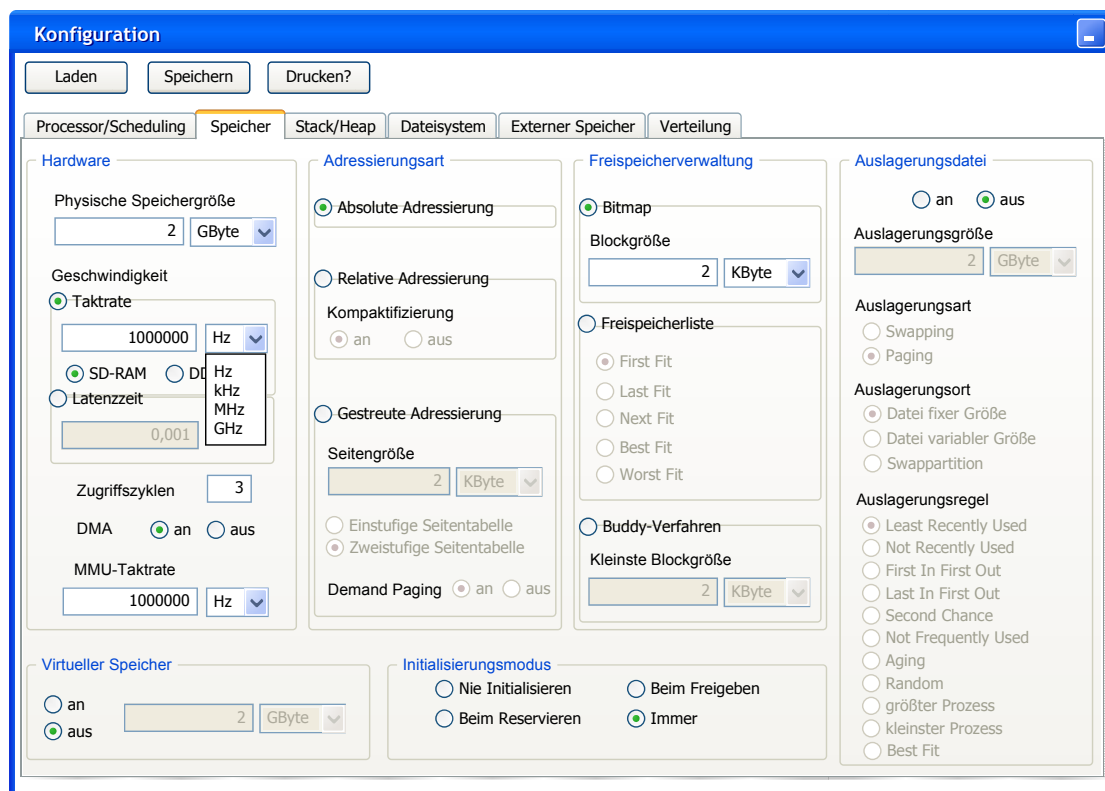 Konfiguration
Laden Speichern Drucken?
Processor/Scheduling Speicher Stack/Heap Dateisystem Externer Speicher Verteilung
Hardware
Physische Speichergröße
2 GByte
Geschwindigkeit
Taktrate
1000000 Hz
SD-RAM
Hz
kHz
MHz
GHz
Latenzzeit
0,001
Zugriffszyklen 3
DMA an aus
MMU-Taktrate
1000000 Hz
Adressierungsart
Absolute Adressierung
Relative Adressierung
Kompaktifizierung
an aus
Gestreute Adressierung
Seitengröße
2 KByte
Einstufige Seitentabelle
Zweistufige Seitentabelle
Demand Paging an aus
Freispeicherverwaltung
Bitmap
Blockgröße
2 KByte
Freispeicherliste
First Fit
Last Fit
Next Fit
Best Fit
Worst Fit
Buddy-Verfahren
Kleinste Blockgröße
2 KByte
Auslagerungsdatei
an aus
Auslagerungsgröße
2 GByte
Auslagerungsart
Swapping
Paging
Auslagerungsort
Datei fixer Größe
Datei variabler Größe
Swappartition
Auslagerungsregel
Least Recently Used
Not Recently Used
First In First Out
Last In First Out
Second Chance
Not Frequently Used
Aging
Random
größter Prozess
kleinster Prozess
Best Fit
Virtueller Speicher
an
aus
2 GByte
Initialisierungsmodus
Nie Initialisieren Beim Freigeben
Beim Reservieren Immer